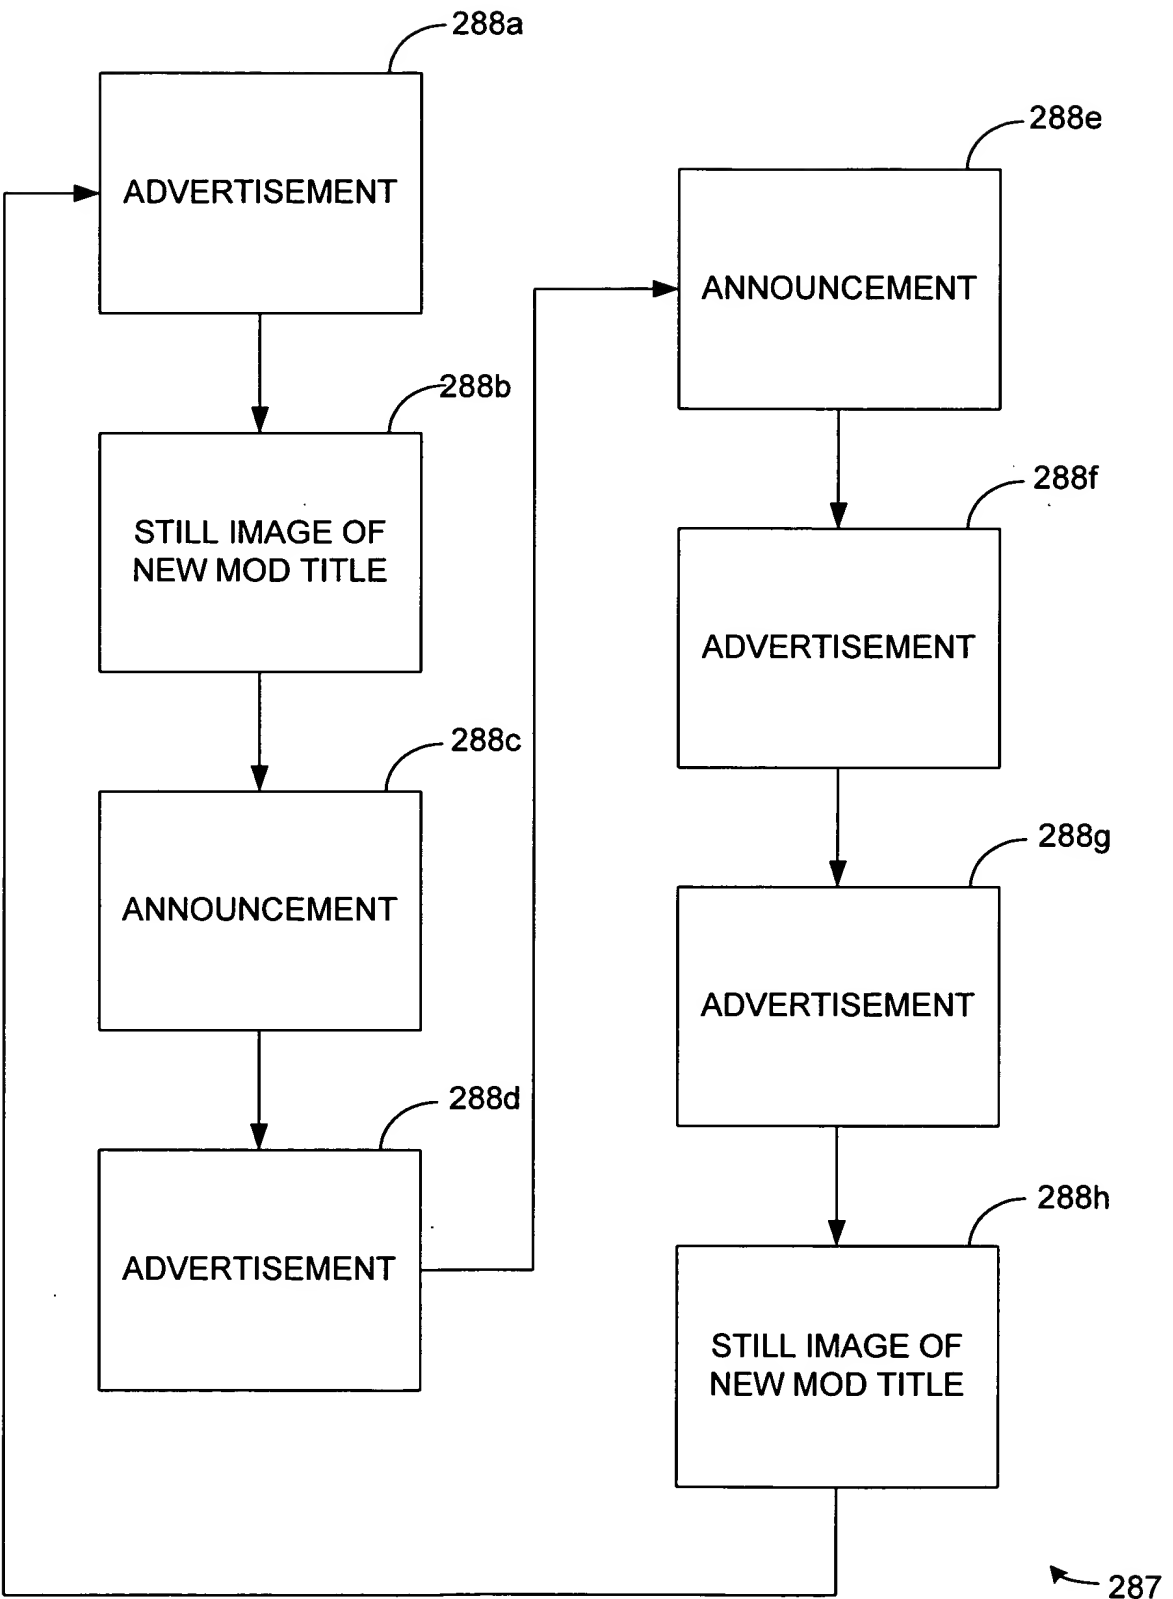 288a
ADVERTISEMENT
288b
STILL IMAGE OF
NEW MOD TITLE
288c
ANNOUNCEMENT
288d
ADVERTISEMENT
288e
ANNOUNCEMENT
288f
ADVERTISEMENT
288g
ADVERTISEMENT
288h
STILL IMAGE OF
NEW MOD TITLE
287